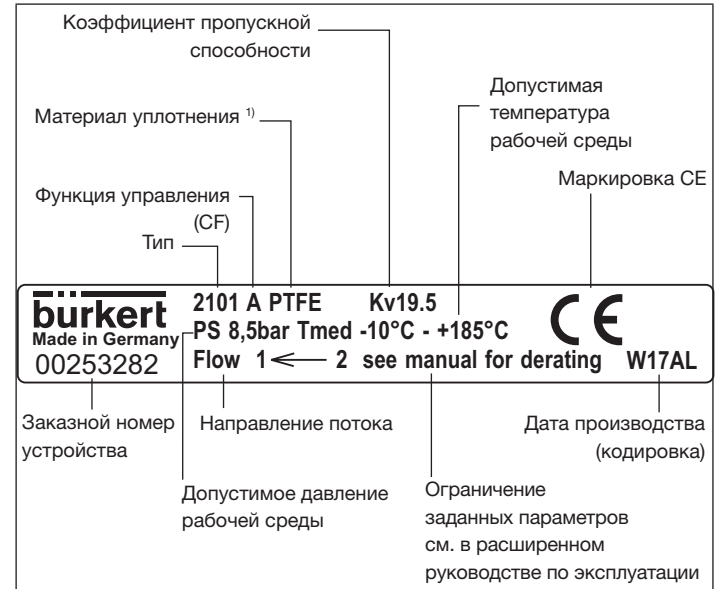 Коэффициент пропускной
способности
Допустимая
температура
рабочей среды
Материал уплотнения 1)
Маркировка CE
Функция управления
(CF)
Тип
bürkert
Made in Germany
00253282
2101 A PTFE Kv19.5
PS 8,5bar Tmed -10°C - +185°C
Flow 1 ← 2 see manual for derating W17AL
CE
Заказной номер
устройства
Направление потока
Дата производства
(кодировка)
Допустимое давление
рабочей среды
Ограничение
заданных параметров
см. в расширенном
руководстве по эксплуатации